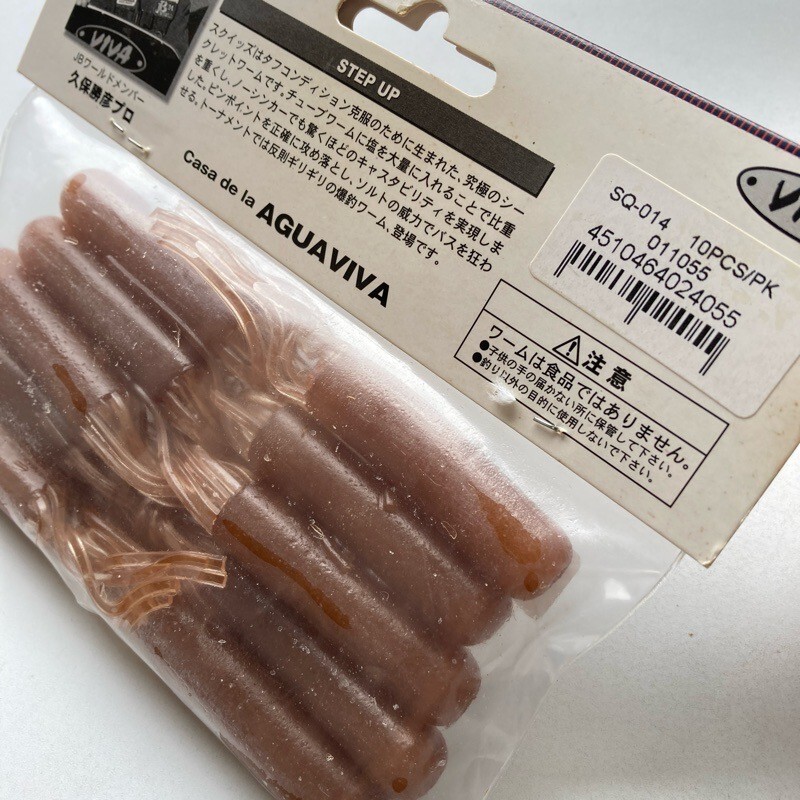 VIVA
JBワールドメンバー
久保勝彦プロ
STEP UP
スクイッズはタフコンディション克服のために生まれた、究極のシー
クレットワームです。チューブワームに塩を大量に入れることで比重
を重くし、ノーシンカーでも驚くほどのキャスタビリティを実現しま
した。ピンポイントを正確に攻め落とし、ソルトの威力でバスを狂わ
せる。トーナメントでは反則ギリギリの爆釣ワーム、登場です。
Casa de la AGUAVIVA
SQ-014 10PCS/PK
011055
4510464024055
注意
ワームは食品ではありません。
●子供の手の届かない所に保管して下さい。
●釣り以外の目的に使用しないで下さい。